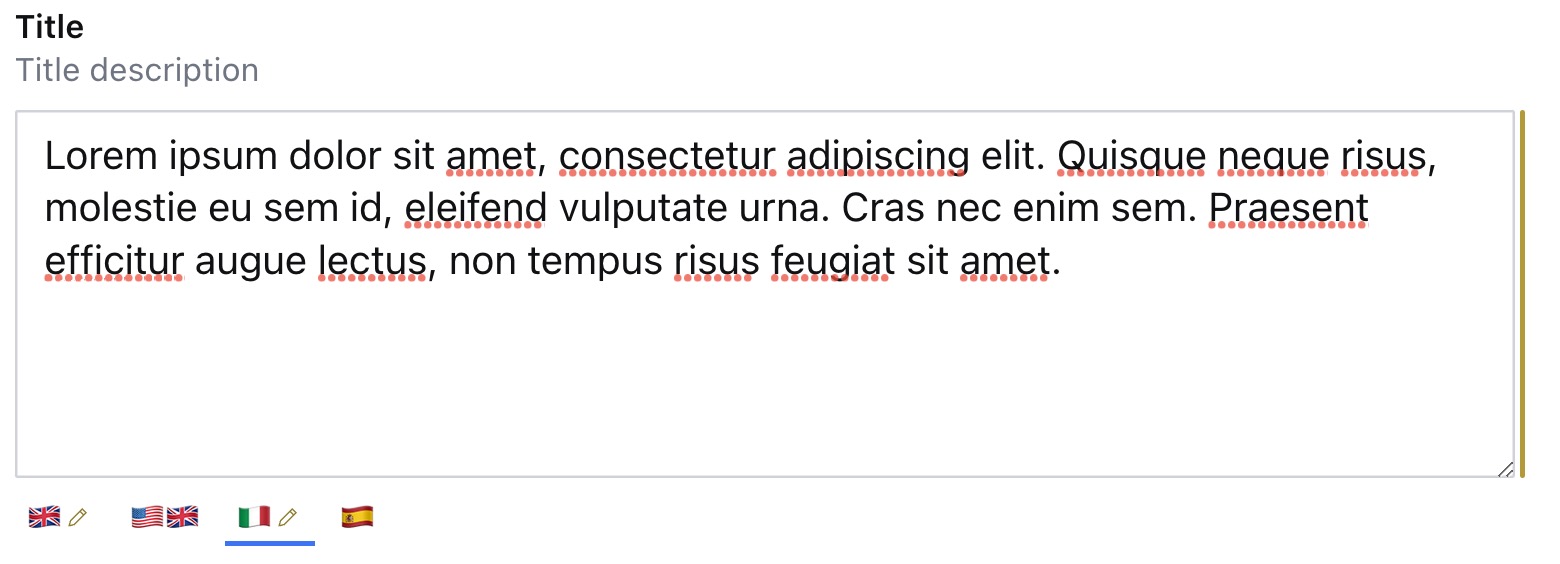 Title
Title description
Lorem ipsum dolor sit amet, consectetur adipiscing elit. Quisque neque risus,
molestie eu sem id, eleifend vulputate urna. Cras nec enim sem. Praesent
efficitur augue lectus, non tempus risus feugiat sit amet.